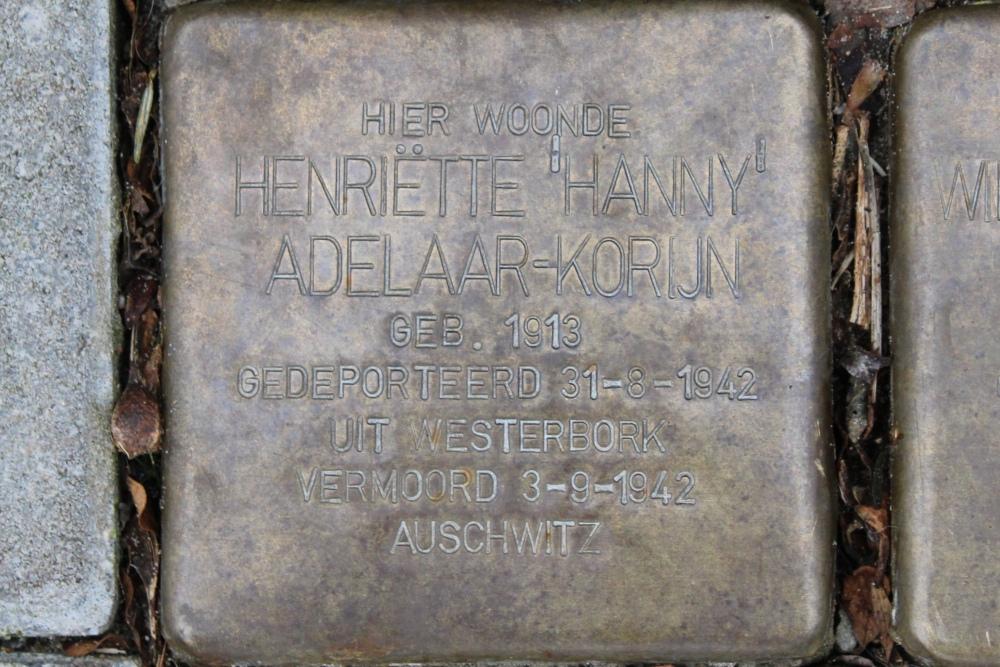 HIER WOONDE
HENRIËTTE 'HANNY'
ADELAAR-KORIJN
GEB. 1913
GEDEPORTEERD 31-8-1942
UIT WESTERBORK
VERMOORD 3-9-1942
AUSCHWITZ